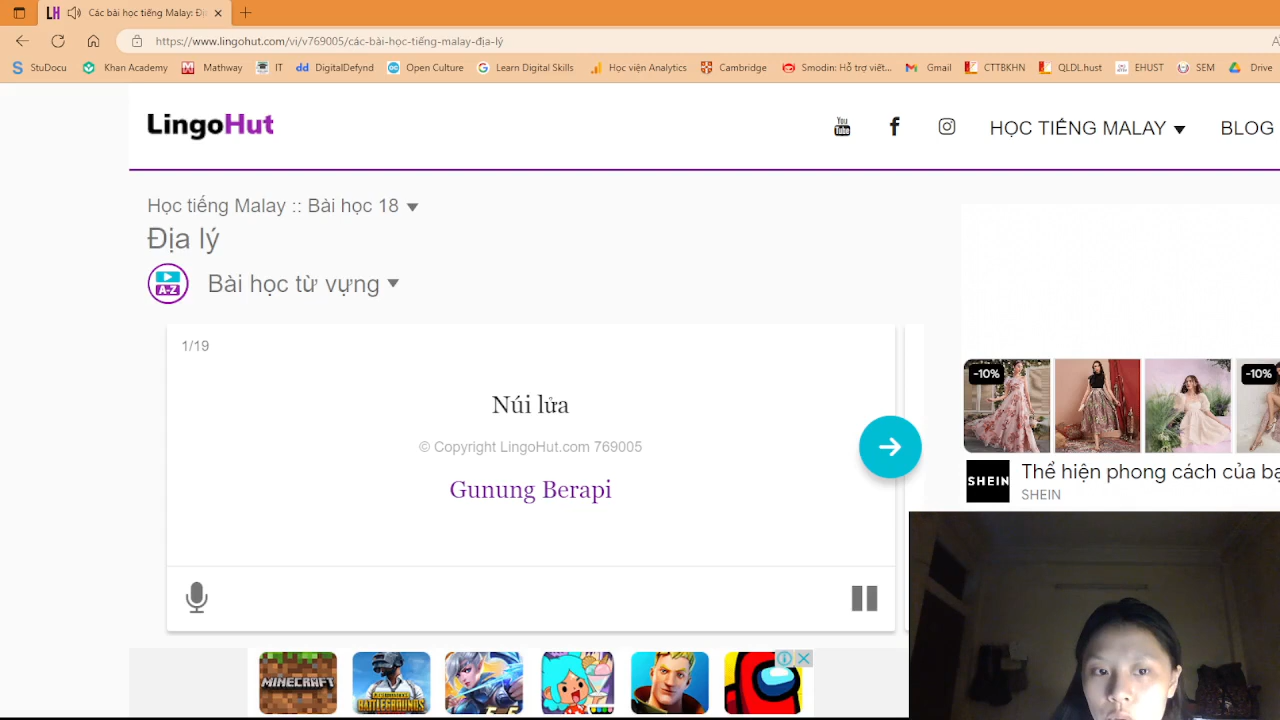 Các bài học tiếng Malay: Đị
https://www.lingohut.com/vi/v769005/các-bài-học-tiếng-malay-địa-lý
StuDocu
Khan Academy
Mathway
IT
DigitalDefynd
Open Culture
Learn Digital Skills
Học viện Analytics
Cambridge
Smodin: Hỗ trợ viết...
Gmail
CTTBKHN
QLDL.hust
EHUST
SEM
Drive
LingoHut
You Tube
HỌC TIẾNG MALAY
BLOG
Học tiếng Malay :: Bài học 18
Địa lý
A-Z
Bài học từ vựng
1/19
Núi lửa
© Copyright LingoHut.com 769005
Gunung Berapi
-10%
-10%
SHEIN
Thể hiện phong cách của bạ
SHEIN
MINECRAFT
BATTLEGROUNDS